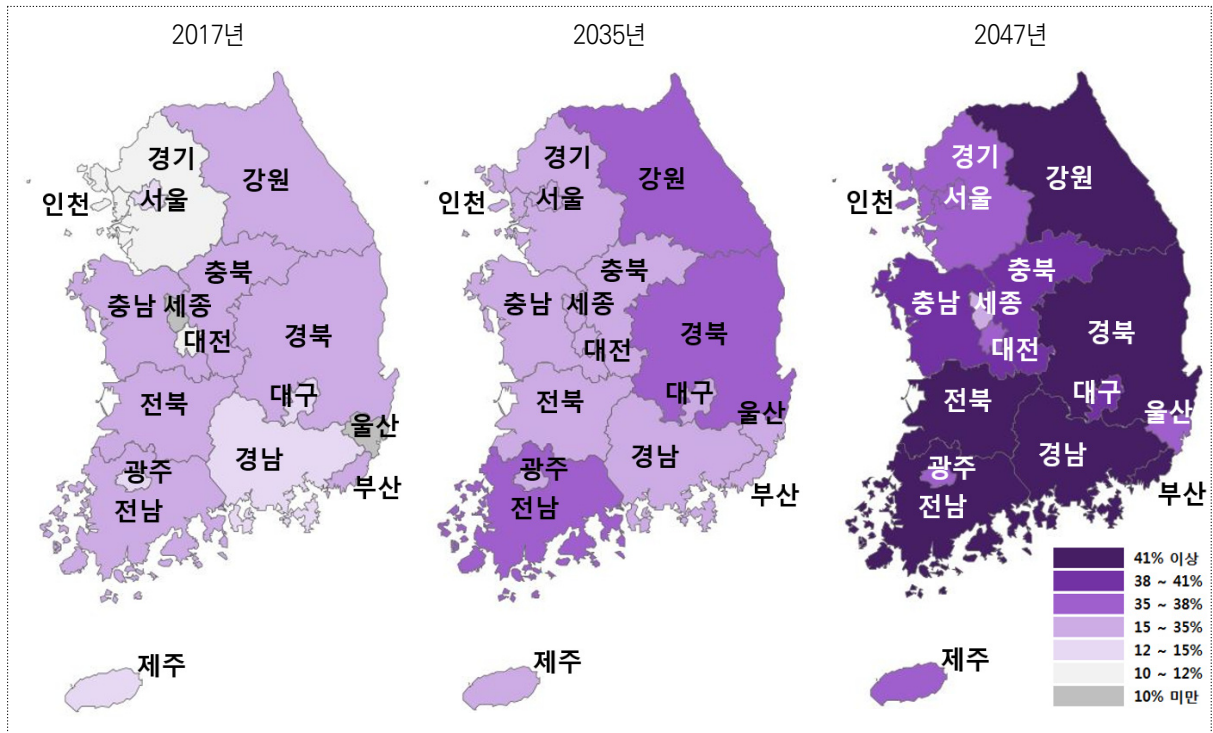 2017년
경기
강원
서울
인천
충북
충남
세종
대전
경북
전북
대구
울산
경남
광주
부산
전남
제주
2035년
경기
강원
서울
인천
충북
충남
세종
대전
경북
전북
대구
울산
경남
광주
부산
전남
제주
2047년
경기
강원
서울
인천
충북
충남
세종
대전
경북
전북
대구
울산
경남
광주
부산
전남
제주
41% 이상
38 ~ 41%
35 ~ 38%
15 ~ 35%
12 ~ 15%
10 ~ 12%
10% 미만